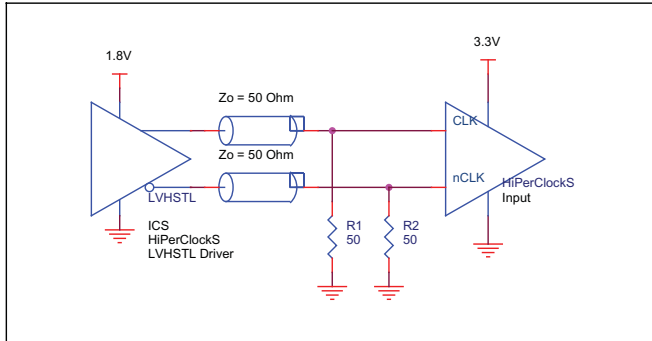 1.8V
3.3V
Zo = 50 Ohm
CLK
Zo = 50 Ohm
nCLK
HiPerClockS
Input
LVHSTL
ICS
HiPerClockS
LVHSTL Driver
R1
50
R2
50